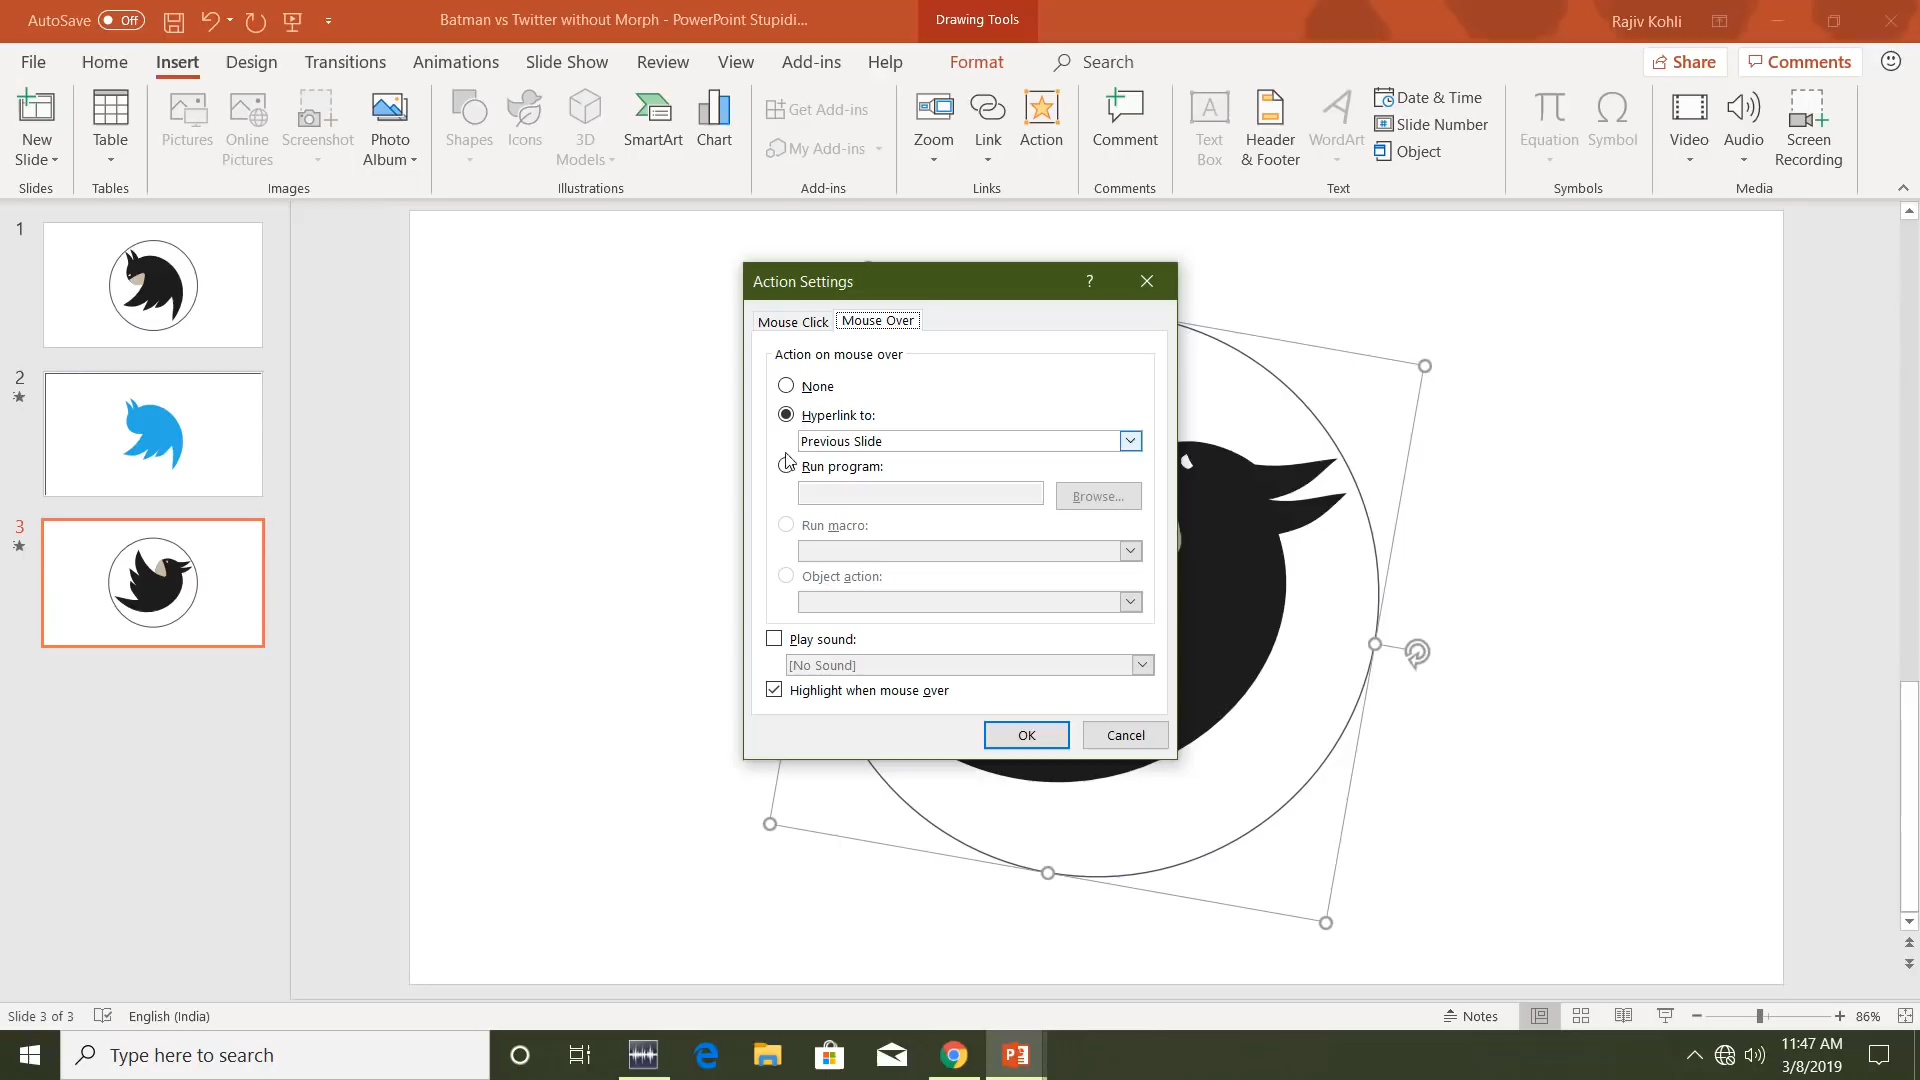 AutoSave Off
Batman vs Twitter without Morph - PowerPoint Stupidi...
Drawing Tools
Rajiv Kohli
File Home Insert Design Transitions Animations Slide Show Review View Add-ins Help Format Search Share Comments
New Slide
Table
Pictures
Online Pictures
Screenshot
Photo Album
Shapes
Icons
3D Models
SmartArt
Chart
Get Add-ins
My Add-ins
Zoom
Link
Action
Comment
Text Box
Header & Footer
WordArt
Date & Time
Slide Number
Object
Equation
Symbol
Video
Audio
Screen Recording
Slides Tables Images Illustrations Add-ins Links Comments Text Symbols Media
1
2
3
Action Settings
Mouse Click Mouse Over
Action on mouse over
None
Hyperlink to:
Previous Slide
Run program:
Browse...
Run macro:
Object action:
Play sound:
[No Sound]
Highlight when mouse over
OK Cancel
Slide 3 of 3 English (India) Notes 86%
Type here to search
11:47 AM
3/8/2019